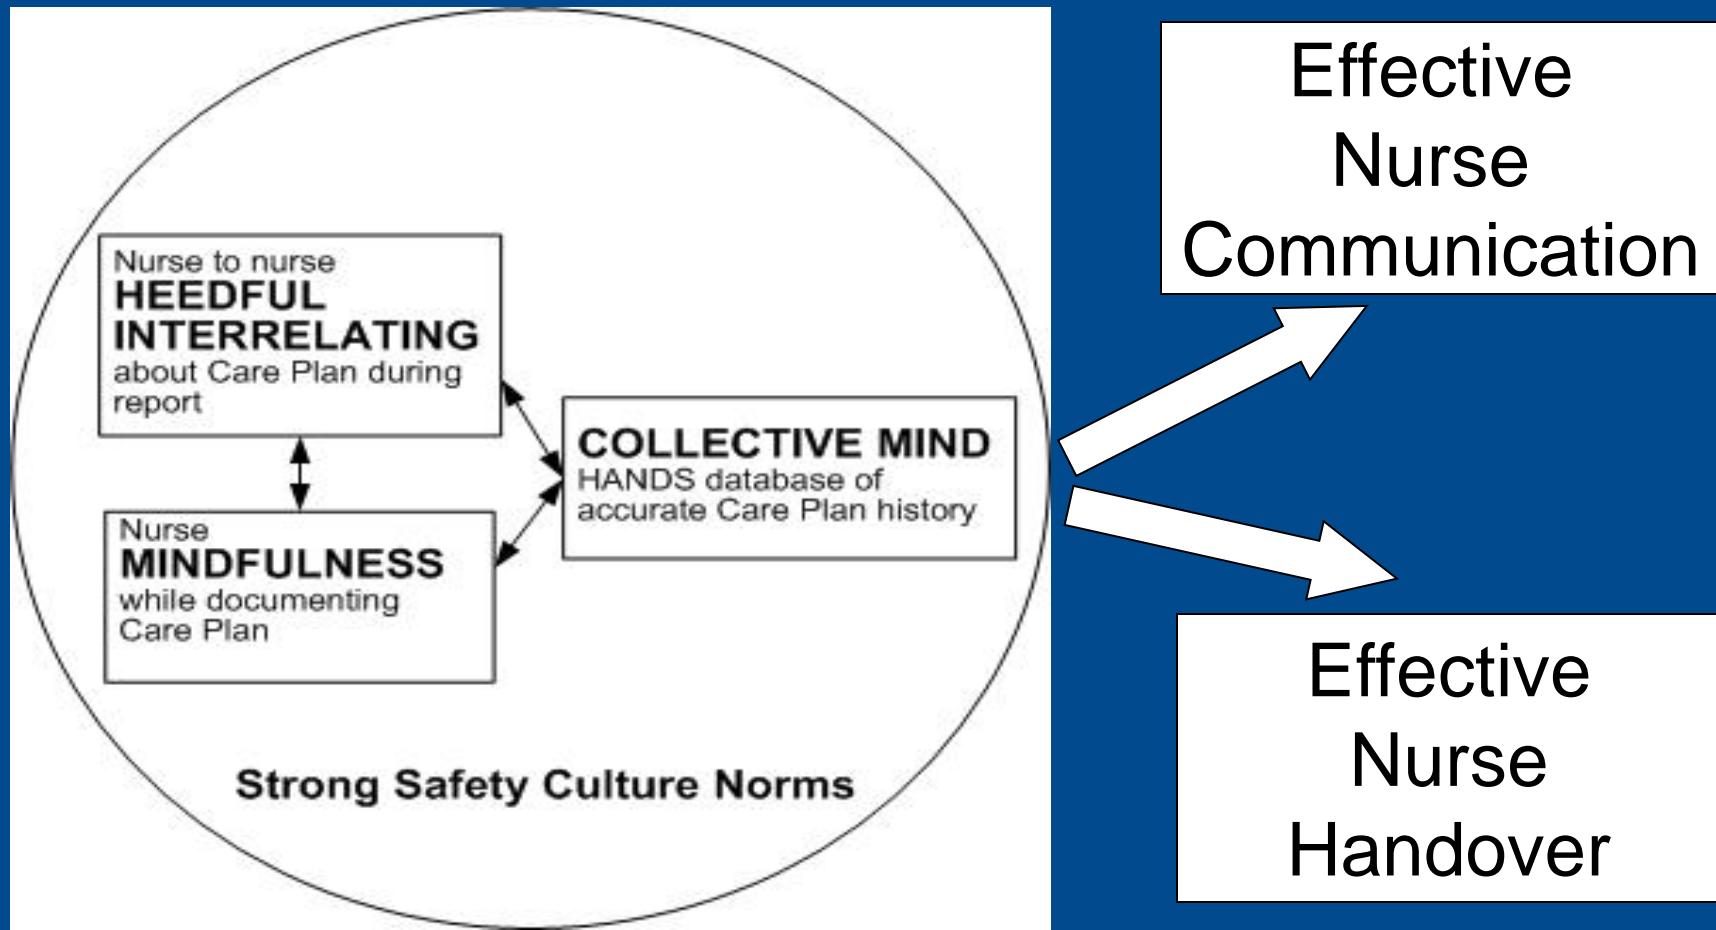 Nurse to nurse
HEEDFUL
INTERRELATING
about Care Plan during
report
Nurse
MINDFULNESS
while documenting
Care Plan
COLLECTIVE MIND
HANDS database of
accurate Care Plan history
Strong Safety Culture Norms
Effective
Nurse
Communication
Effective
Nurse
Handover